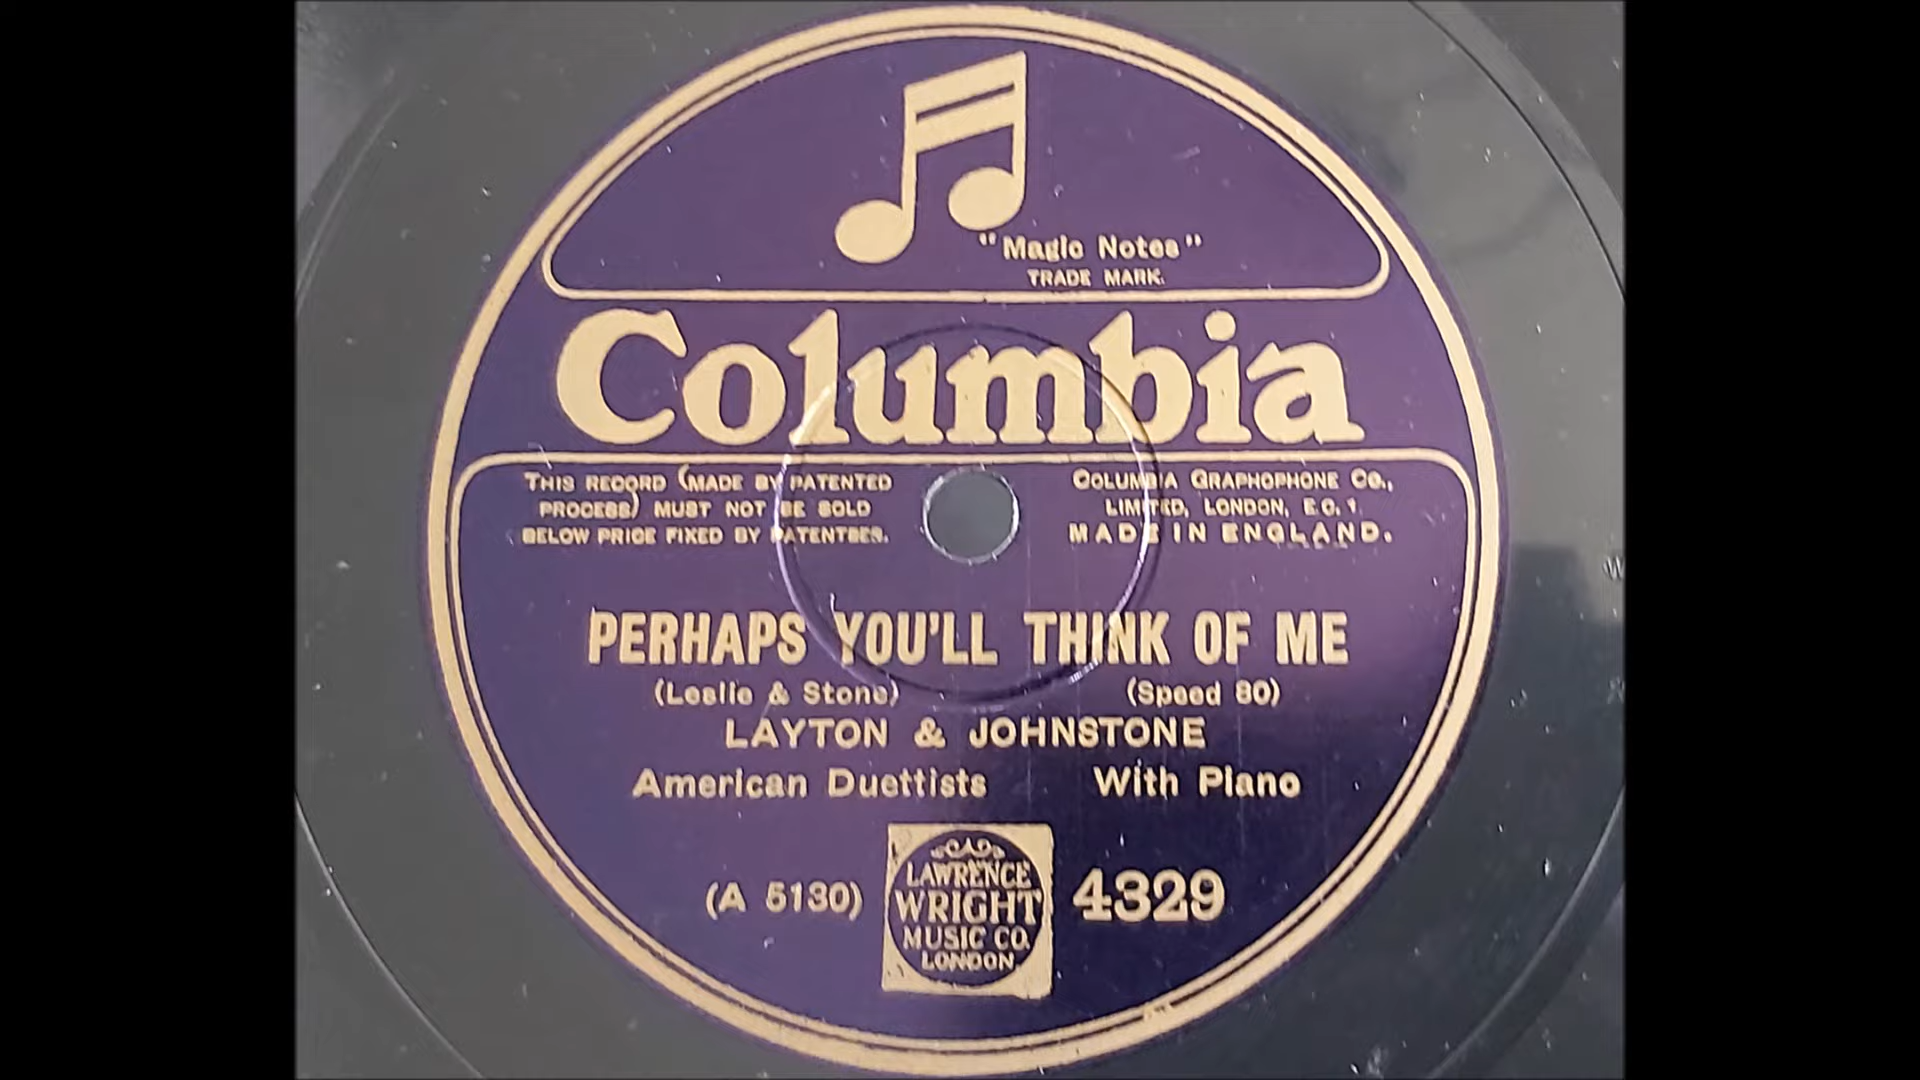 "Magic Notes"
TRADE MARK.
Columbia
THIS RECORD (MADE BY PATENTED
PROCESS) MUST NOT BE SOLD
BELOW PRICE FIXED BY PATENTEES.
COLUMBIA GRAPHOPHONE CO.,
LIMITED, LONDON, E.C.1.
MADE IN ENGLAND.
PERHAPS YOU'LL THINK OF ME
(Leslie & Stone) (Speed 80)
LAYTON & JOHNSTONE
American Duettists With Piano
(A 5130)
LAWRENCE
WRIGHT
MUSIC CO.
LONDON
4329